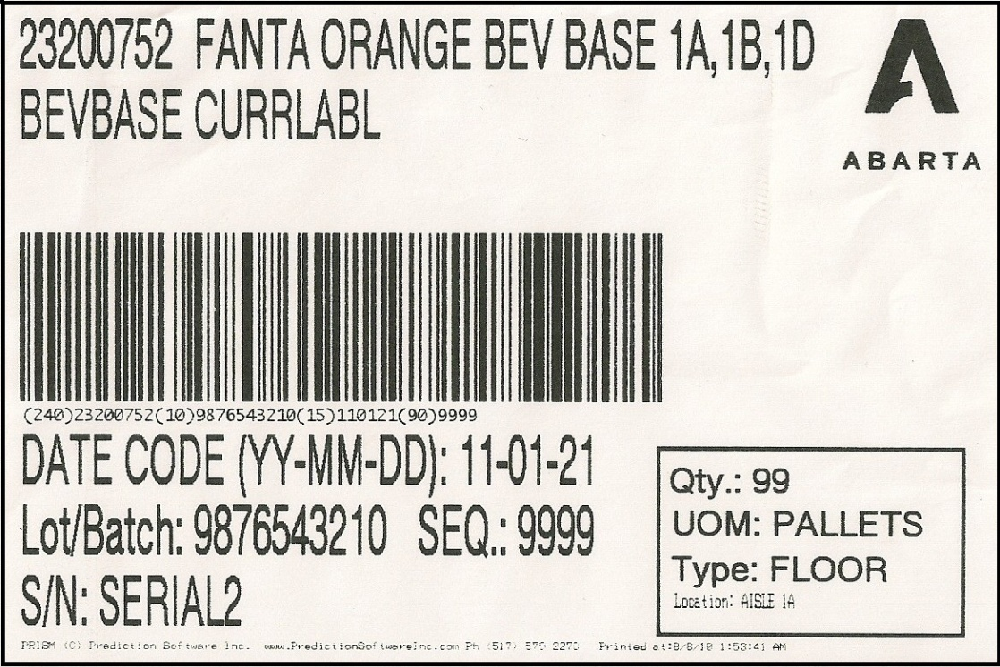 23200752 FANTA ORANGE BEV BASE 1A,1B,1D
BEVBASE CURRLABL
ABARTA
(240)23200752(10)9876543210(15)110121(90)9999
DATE CODE (YY-MM-DD): 11-01-21
Lot/Batch: 9876543210 SEQ.: 9999
S/N: SERIAL2
Qty.: 99
UOM: PALLETS
Type: FLOOR
Location: AISLE 1A
PRISM (C) Prediction Software Inc. www.PredictionSoftwareInc.com Ph (517) 579-2273 Printed at:8/8/10 1:53:41 AM